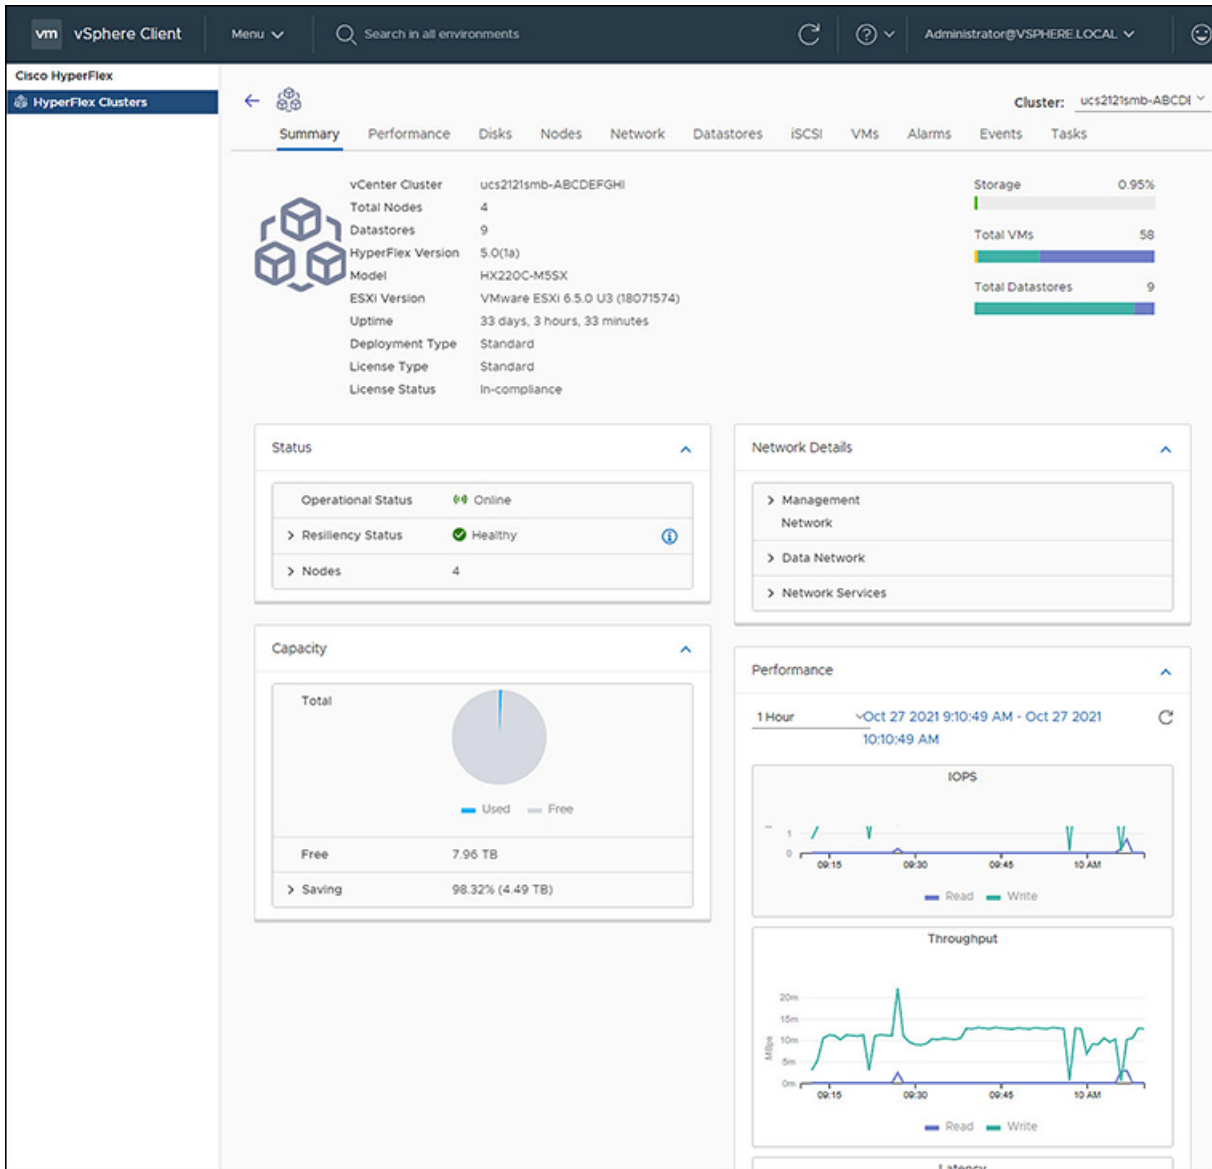 vm vSphere Client Menu Search in all environments Administrator@VSPHERE.LOCAL
Cisco HyperFlex
HyperFlex Clusters
Cluster: ucs2121smb-ABCDE
Summary Performance Disks Nodes Network Datastores iSCSI VMs Alarms Events Tasks
vCenter Cluster ucs2121smb-ABCDEFGHI
Total Nodes 4
Datastores 9
HyperFlex Version 5.0(1a)
Model HX220C-M5SX
ESXi Version VMware ESXi 6.5.0 U3 (18071574)
Uptime 33 days, 3 hours, 33 minutes
Deployment Type Standard
License Type Standard
License Status In-compliance
Storage 0.95%
Total VMs 58
Total Datastores 9
Status
Operational Status Online
Resiliency Status Healthy
Nodes 4
Network Details
Management
Network
Data Network
Network Services
Capacity
Total
Used Free
Free 7.96 TB
Saving 98.32% (4.49 TB)
Performance
1 Hour Oct 27 2021 9:10:49 AM - Oct 27 2021
10:10:49 AM
IOPS
1
0
09:15 09:30 09:45 10 AM
Read Write
Throughput
20m
15m
10m
5m
0m
MBps
09:15 09:30 09:45 10 AM
Read Write
Latency